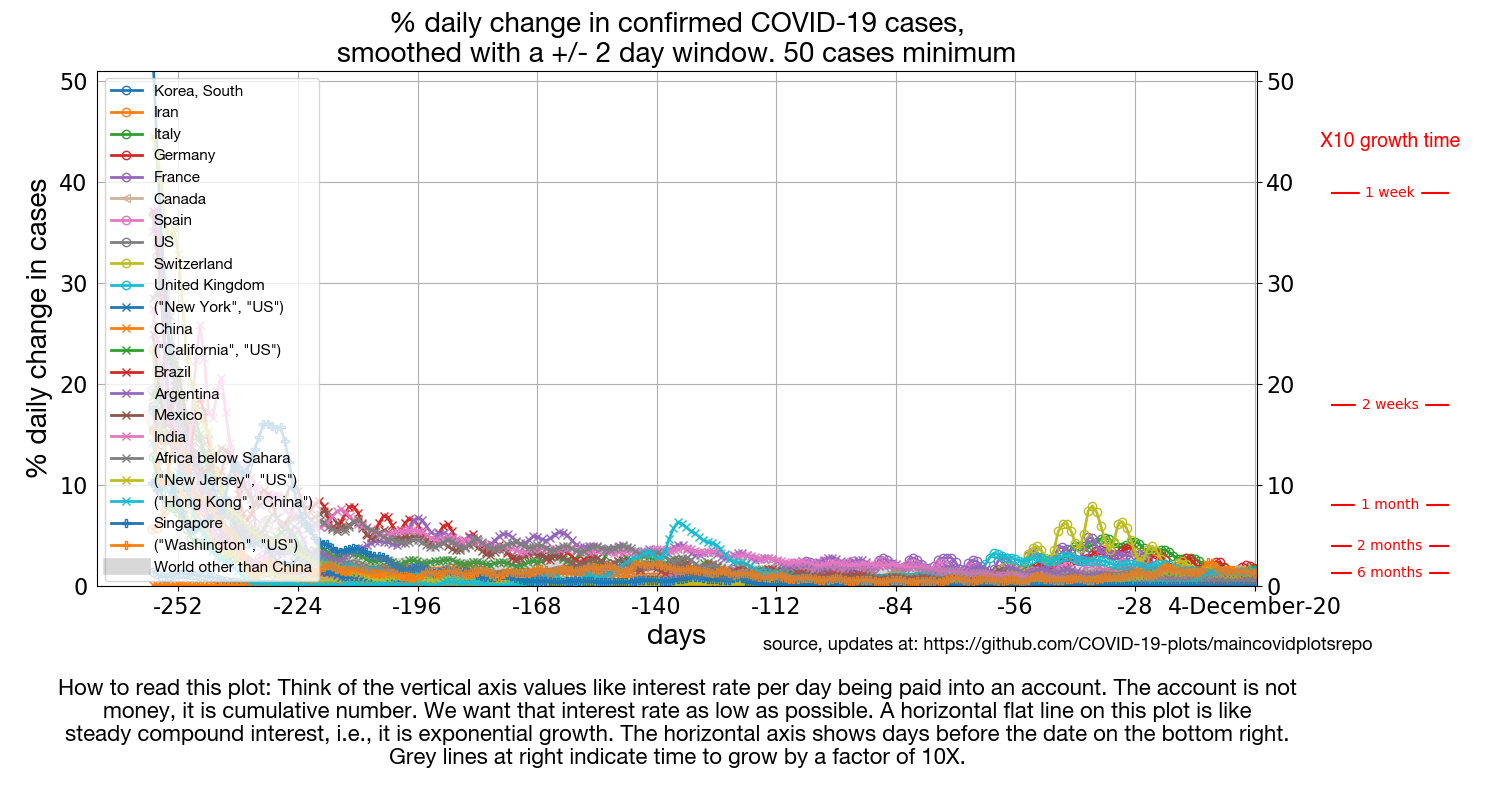 % daily change in confirmed COVID-19 cases,
smoothed with a +/- 2 day window. 50 cases minimum
% daily change in cases
50
40
30
20
10
0
Korea, South
Iran
Italy
Germany
France
Canada
Spain
US
Switzerland
United Kingdom
("New York", "US")
China
("California", "US")
Brazil
Argentina
Mexico
India
Africa below Sahara
("New Jersey", "US")
("Hong Kong", "China")
Singapore
("Washington", "US")
World other than China
50
40
30
20
10
0
X10 growth time
1 week
2 weeks
1 month
2 months
6 months
-252 -224 -196 -168 -140 -112 -84 -56 -28 4-December-20
days
source, updates at: https://github.com/COVID-19-plots/maincovidplotsrepo
How to read this plot: Think of the vertical axis values like interest rate per day being paid into an account. The account is not
money, it is cumulative number. We want that interest rate as low as possible. A horizontal flat line on this plot is like
steady compound interest, i.e., it is exponential growth. The horizontal axis shows days before the date on the bottom right.
Grey lines at right indicate time to grow by a factor of 10X.